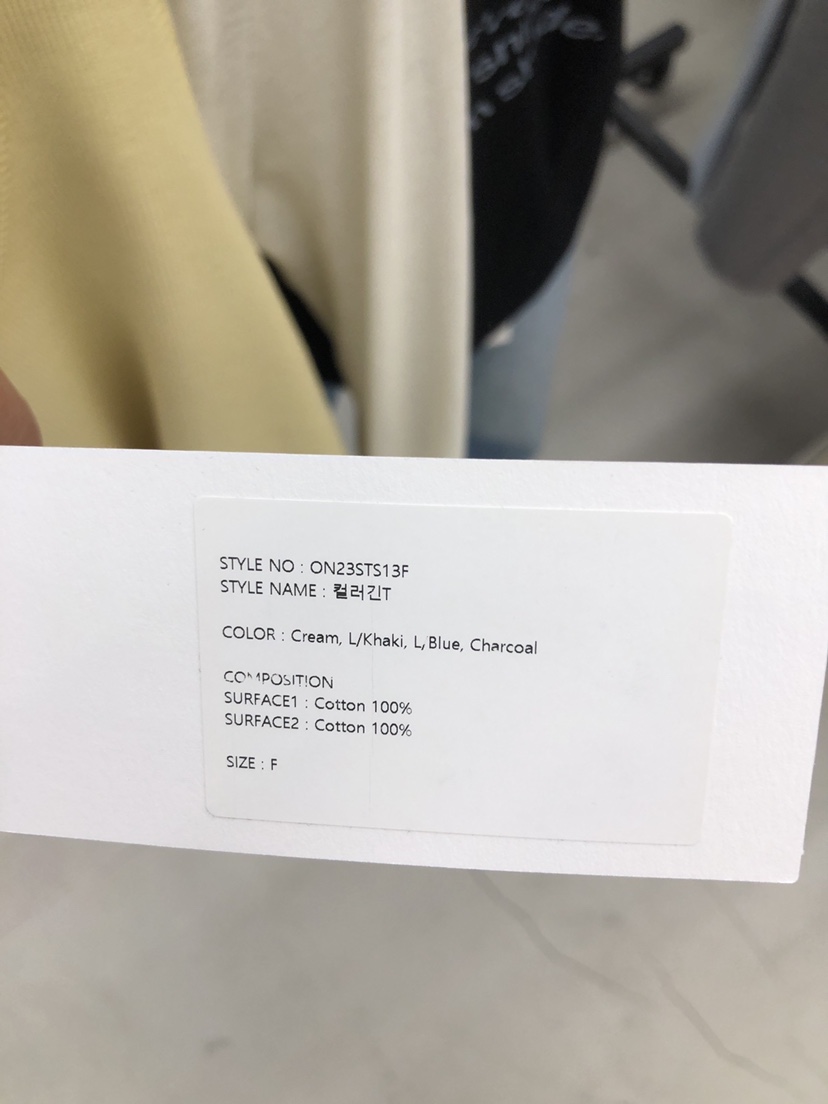 STYLE NO : ON23STS13F
STYLE NAME : 컬러긴T
COLOR : Cream, L/Khaki, L,Blue, Charcoal
COMPOSITION
SURFACE1 : Cotton 100%
SURFACE2 : Cotton 100%
SIZE : F